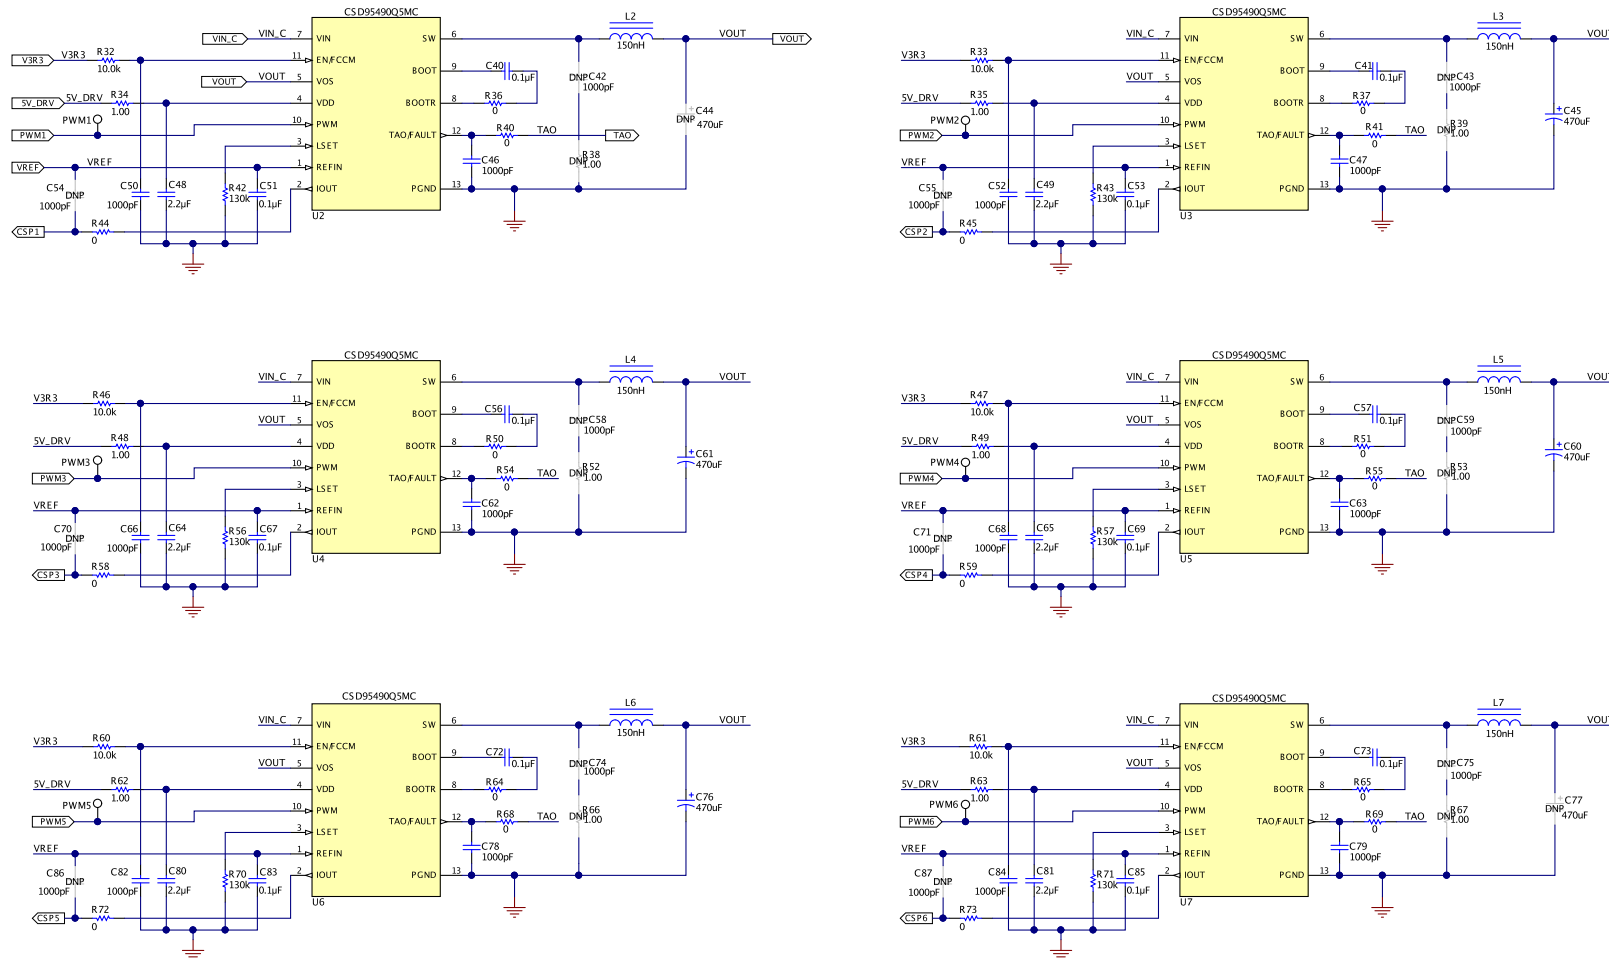 CSD95490Q5MC
VIN_C VIN_C 7 VIN
V3R3 V3R3 R32 10.0k 11 EN/FCCM
VOUT VOUT 5 VOS
5V_DRV 5V_DRV R34 1.00 4 VDD
PWM1 PWM1 10 PWM
3 LSET
VREF VREF 1 REFIN
2 IOUT
SW 6 L2 150nH VOUT VOUT
BOOT 9 C40 0.1µF
BOOTR 8 R36 0
TAO/FAULT 12 R40 0 TAO TAO
PGND 13
DNP C42 1000pF
C44 DNP 470uF
DNP R38 1.00
C46 1000pF
C54 DNP 1000pF
C50 1000pF
C48 2.2µF
R42 130k
C51 0.1µF
CSP1 R44 0
U2
CSD95490Q5MC
VIN_C 7 VIN
V3R3 R33 10.0k 11 EN/FCCM
VOUT 5 VOS
5V_DRV R35 1.00 4 VDD
PWM2 PWM2 10 PWM
3 LSET
VREF 1 REFIN
2 IOUT
SW 6 L3 150nH VOUT
BOOT 9 C41 0.1µF
BOOTR 8 R37 0
TAO/FAULT 12 R41 0 TAO
PGND 13
DNP C43 1000pF
C45 470uF
DNP R39 1.00
C47 1000pF
C55 DNP 1000pF
C52 1000pF
C49 2.2µF
R43 130k
C53 0.1µF
CSP2 R45 0
U3
CSD95490Q5MC
VIN_C 7 VIN
V3R3 R46 10.0k 11 EN/FCCM
VOUT 5 VOS
5V_DRV R48 1.00 4 VDD
PWM3 PWM3 10 PWM
3 LSET
VREF 1 REFIN
2 IOUT
SW 6 L4 150nH VOUT
BOOT 9 C56 0.1µF
BOOTR 8 R50 0
TAO/FAULT 12 R54 0 TAO
PGND 13
DNP C58 1000pF
C61 470uF
DNP R52 1.00
C62 1000pF
C70 DNP 1000pF
C66 1000pF
C64 2.2µF
R56 130k
C67 0.1µF
CSP3 R58 0
U4
CSD95490Q5MC
VIN_C 7 VIN
V3R3 R47 10.0k 11 EN/FCCM
VOUT 5 VOS
5V_DRV R49 1.00 4 VDD
PWM4 PWM4 10 PWM
3 LSET
VREF 1 REFIN
2 IOUT
SW 6 L5 150nH VOUT
BOOT 9 C57 0.1µF
BOOTR 8 R51 0
TAO/FAULT 12 R55 0 TAO
PGND 13
DNP C59 1000pF
C60 470uF
DNP R53 1.00
C63 1000pF
C71 DNP 1000pF
C68 1000pF
C65 2.2µF
R57 130k
C69 0.1µF
CSP4 R59 0
U5
CSD95490Q5MC
VIN_C 7 VIN
V3R3 R60 10.0k 11 EN/FCCM
VOUT 5 VOS
5V_DRV R62 1.00 4 VDD
PWM5 PWM5 10 PWM
3 LSET
VREF 1 REFIN
2 IOUT
SW 6 L6 150nH VOUT
BOOT 9 C72 0.1µF
BOOTR 8 R64 0
TAO/FAULT 12 R68 0 TAO
PGND 13
DNP C74 1000pF
C76 470uF
DNP R66 1.00
C78 1000pF
C86 DNP 1000pF
C82 1000pF
C80 2.2µF
R70 130k
C83 0.1µF
CSP5 R72 0
U6
CSD95490Q5MC
VIN_C 7 VIN
V3R3 R61 10.0k 11 EN/FCCM
VOUT 5 VOS
5V_DRV R63 1.00 4 VDD
PWM6 PWM6 10 PWM
3 LSET
VREF 1 REFIN
2 IOUT
SW 6 L7 150nH VOUT
BOOT 9 C73 0.1µF
BOOTR 8 R65 0
TAO/FAULT 12 R69 0 TAO
PGND 13
DNP C75 1000pF
C77 DNP 470uF
DNP R67 1.00
C79 1000pF
C87 DNP 1000pF
C84 1000pF
C81 2.2µF
R71 130k
C85 0.1µF
CSP6 R73 0
U7